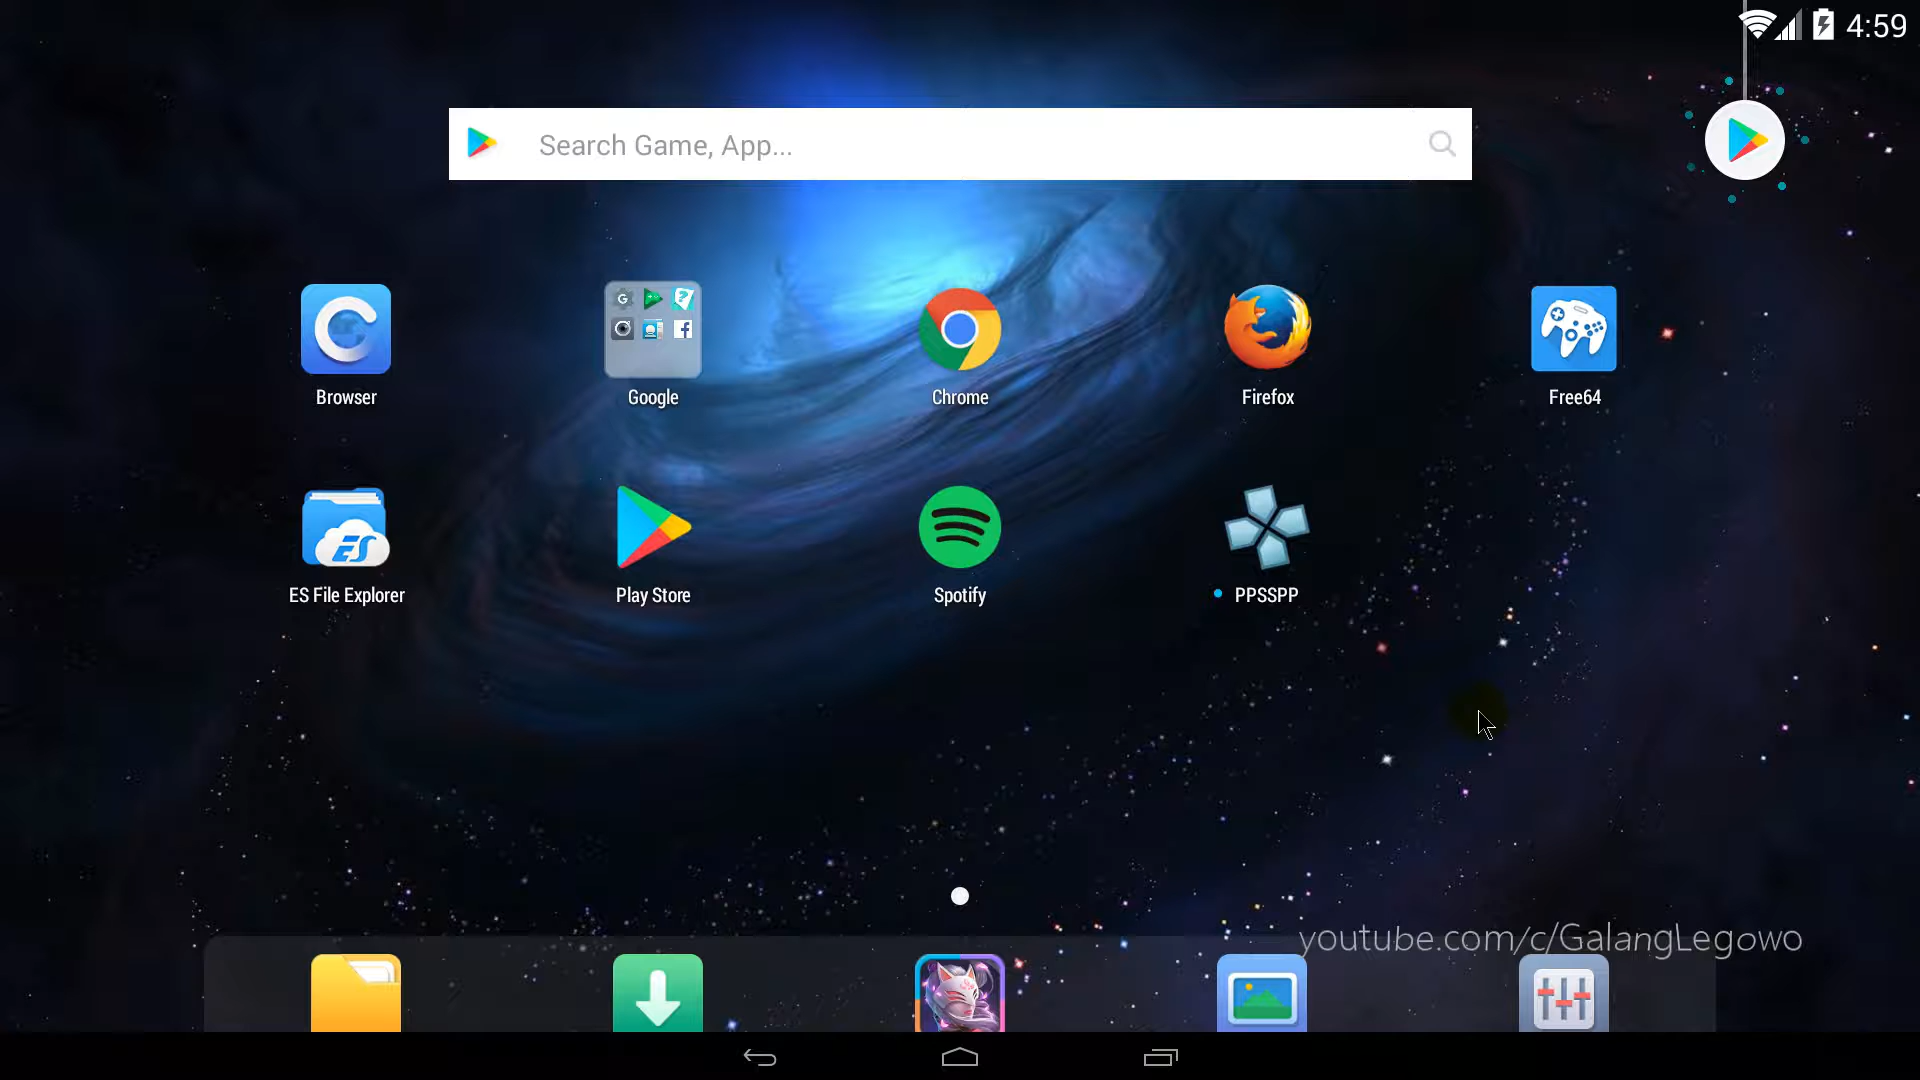 4:59
Search Game, App...
Browser
Google
Chrome
Firefox
Free64
ES File Explorer
Play Store
Spotify
PPSSPP
youtube.com/c/GalangLegowo